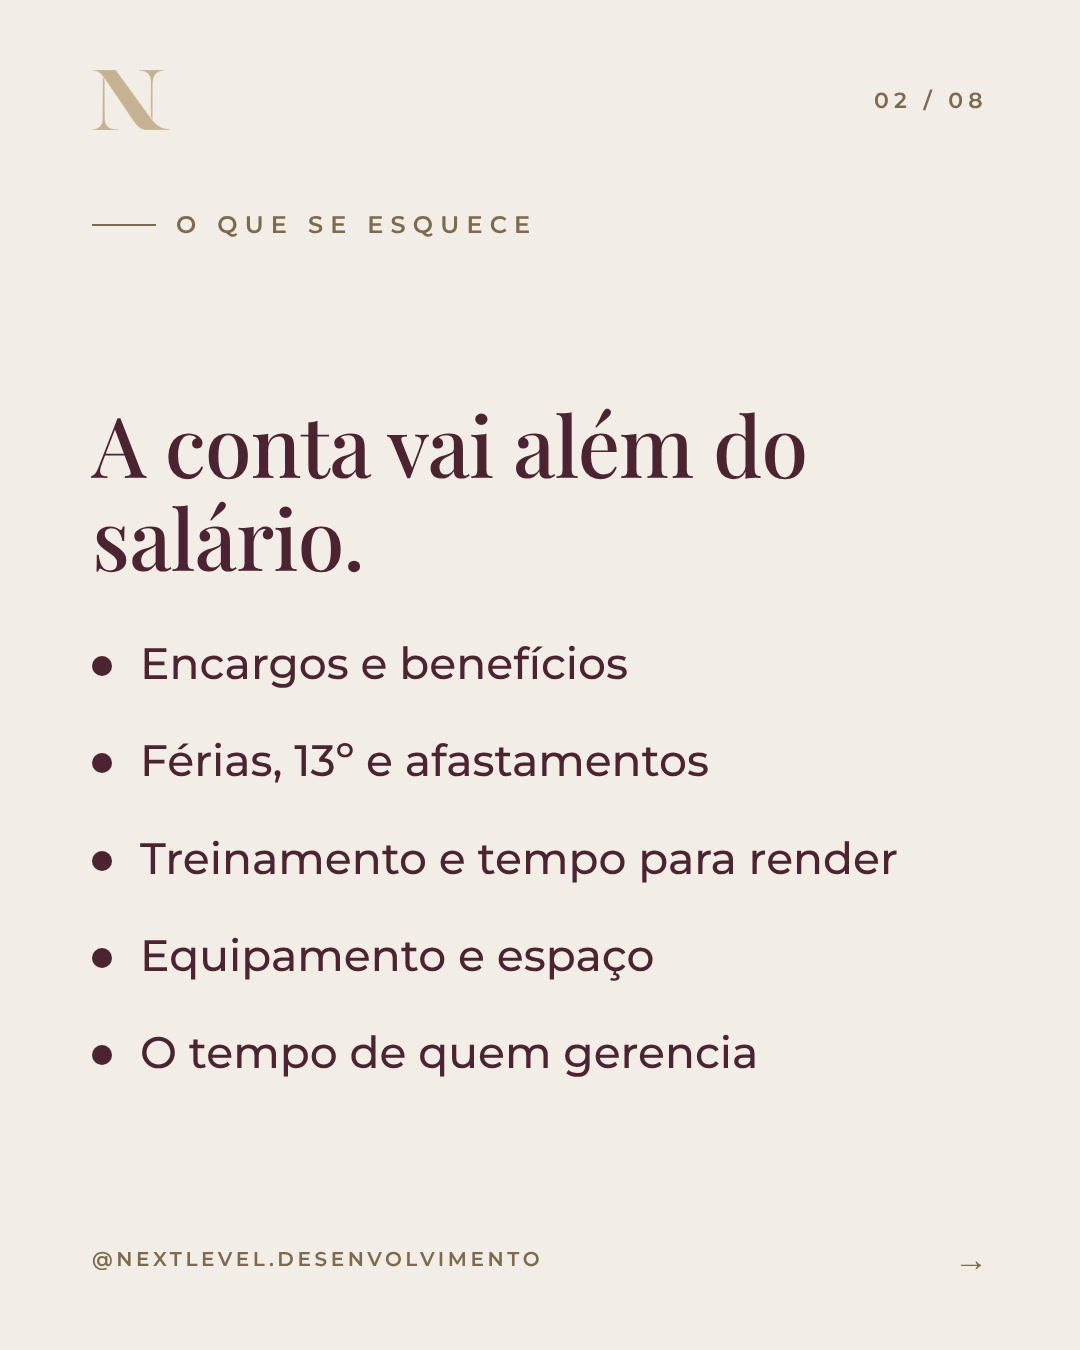 N
02 / 08
O QUE SE ESQUECE
A conta vai além do
salário.
Encargos e benefícios
Férias, 13º e afastamentos
Treinamento e tempo para render
Equipamento e espaço
O tempo de quem gerencia
@NEXTLEVEL.DESENVOLVIMENTO
→